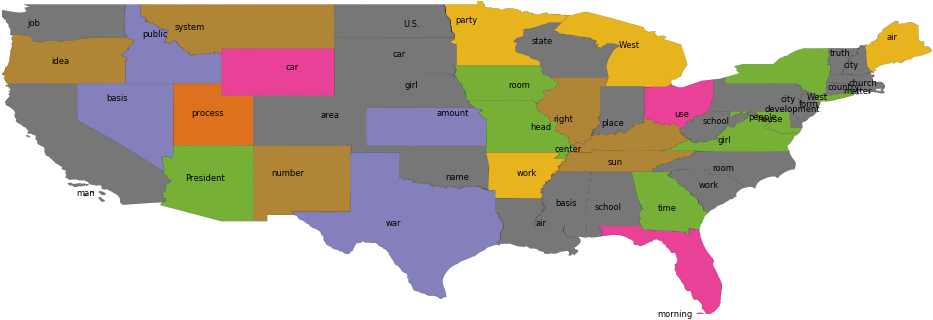 job
public
system
U.S.
party
state
West
air
idea
car
car
girl
room
truth
city
church
county
matter
basis
process
area
amount
head
right
place
use
school
city
West
form
development
people
house
girl
center
President
number
sun
work
name
room
work
man
war
air
basis
school
time
morning